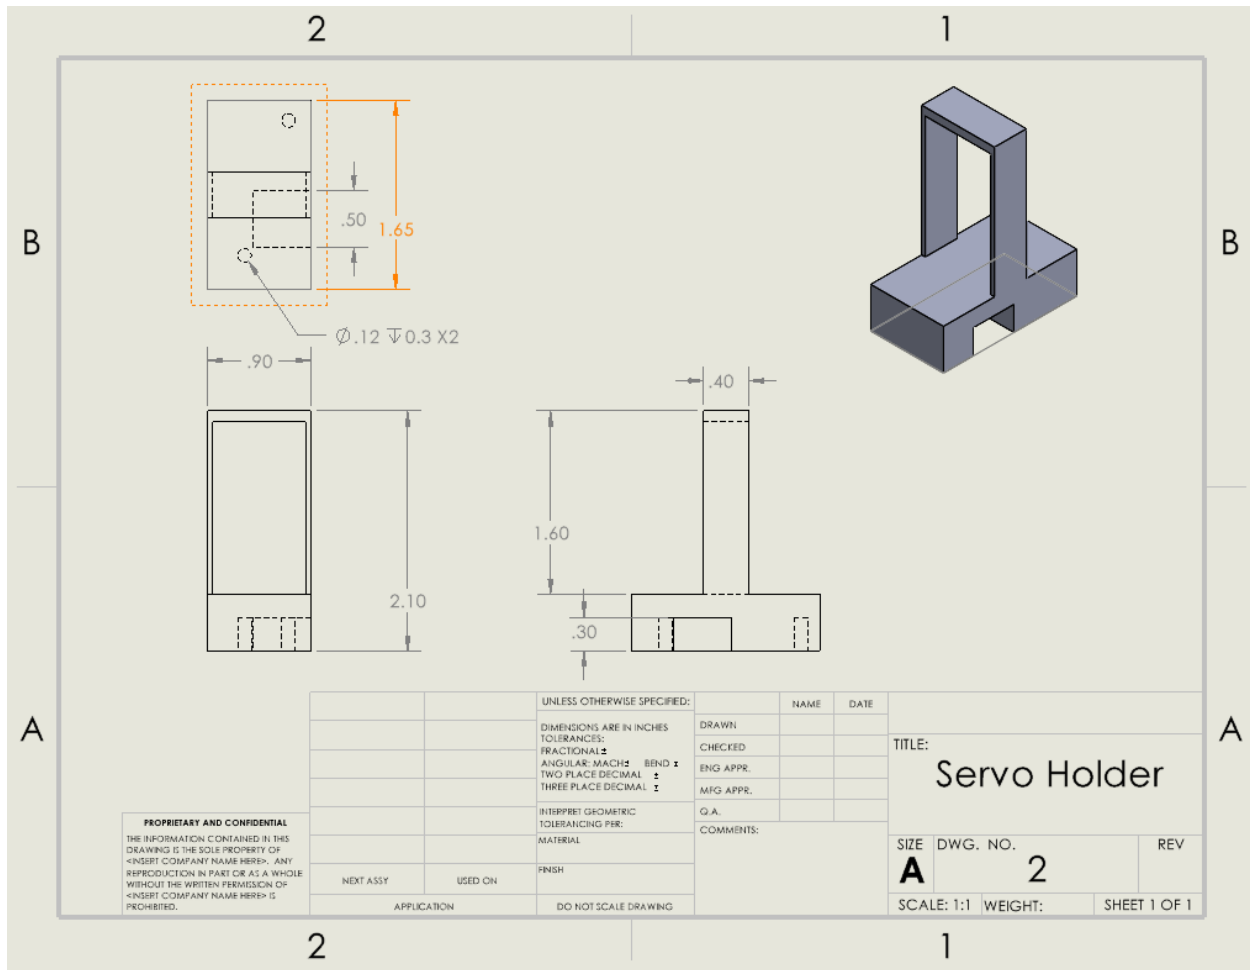 2 1
B B
.50
1.65
Ø.12 ↧0.3 X2
.90
.40
1.60
2.10
.30
A A
UNLESS OTHERWISE SPECIFIED:
DIMENSIONS ARE IN INCHES
TOLERANCES:
FRACTIONAL±
ANGULAR: MACH± BEND ±
TWO PLACE DECIMAL ±
THREE PLACE DECIMAL ±
INTERPRET GEOMETRIC
TOLERANCING PER:
MATERIAL
FINISH
DO NOT SCALE DRAWING
NAME DATE
DRAWN
CHECKED
ENG APPR.
MFG APPR.
Q.A.
COMMENTS:
TITLE:
Servo Holder
SIZE DWG. NO. REV
A 2
SCALE: 1:1 WEIGHT: SHEET 1 OF 1
PROPRIETARY AND CONFIDENTIAL
THE INFORMATION CONTAINED IN THIS
DRAWING IS THE SOLE PROPERTY OF
<INSERT COMPANY NAME HERE>. ANY
REPRODUCTION IN PART OR AS A WHOLE
WITHOUT THE WRITTEN PERMISSION OF
<INSERT COMPANY NAME HERE> IS
PROHIBITED.
NEXT ASSY USED ON
APPLICATION
2 1